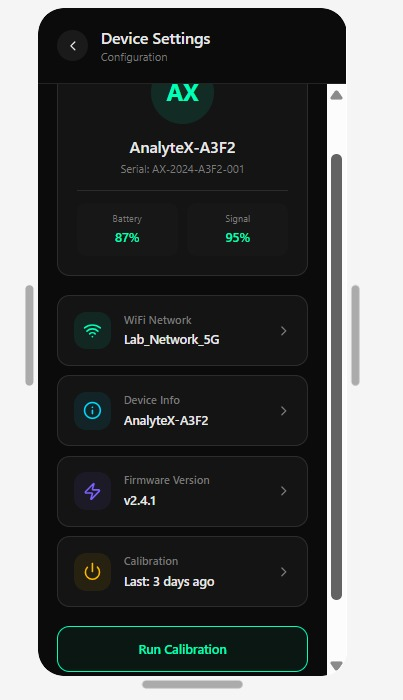 Device Settings
Configuration
AX
AnalyteX-A3F2
Serial: AX-2024-A3F2-001
Battery
87%
Signal
95%
WiFi Network
Lab_Network_5G
Device Info
AnalyteX-A3F2
Firmware Version
v2.4.1
Calibration
Last: 3 days ago
Run Calibration